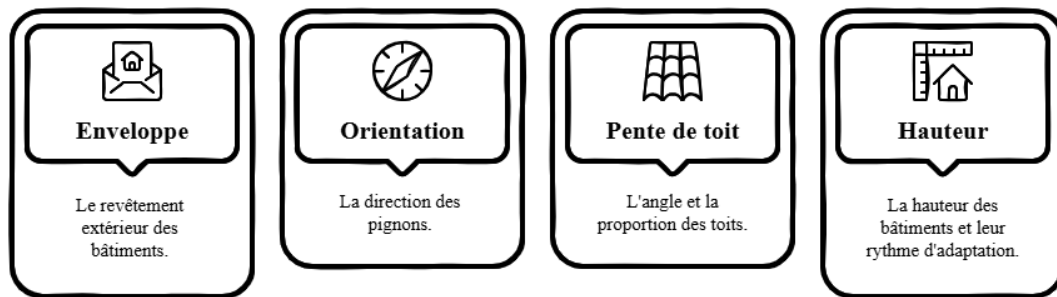 Enveloppe
Le revêtement
extérieur des
bâtiments.
Orientation
La direction des
pignons.
Pente de toit
L'angle et la
proportion des toits.
Hauteur
La hauteur des
bâtiments et leur
rythme d'adaptation.